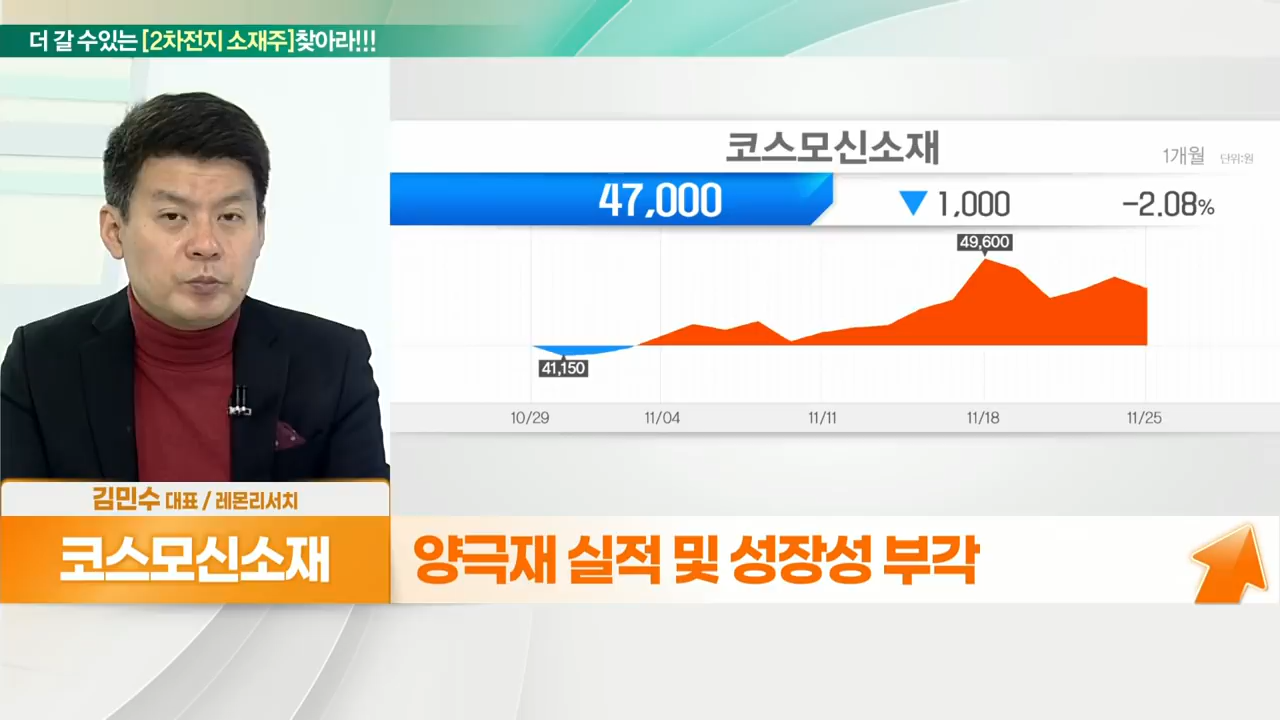 더 갈 수있는 [2차전지 소재주]찾아라!!!
코스모신소재
1개월 단위:원
47,000 ▼ 1,000 -2.08%
49,600
41,150
10/29 11/04 11/11 11/18 11/25
김민수 대표 / 레몬리서치
코스모신소재
양극재 실적 및 성장성 부각